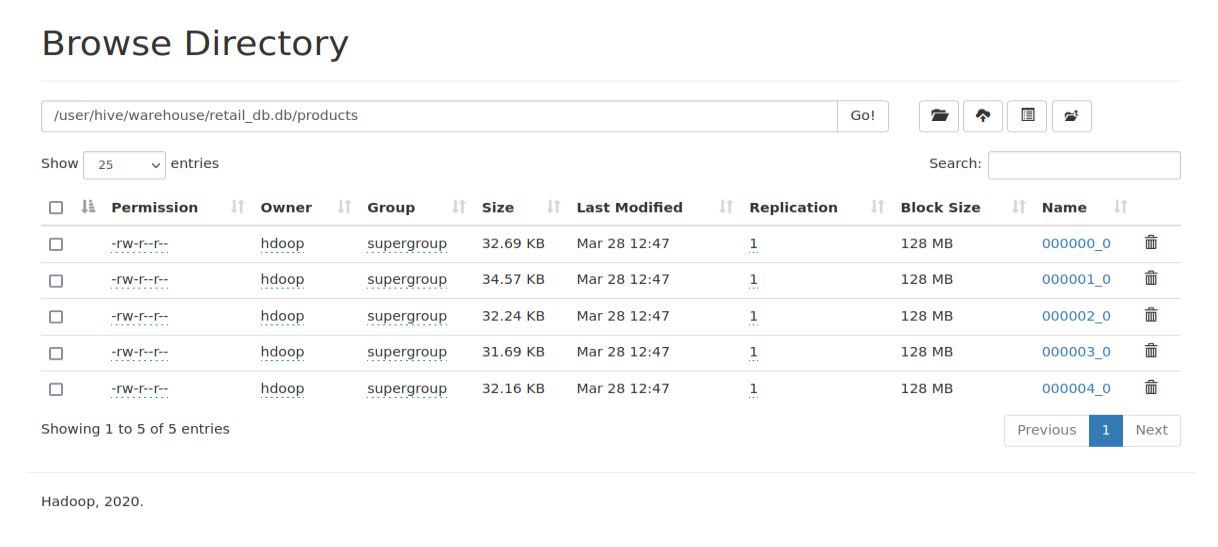 Browse Directory
/user/hive/warehouse/retail_db.db/products Go!
Show 25 entries Search:
Permission Owner Group Size Last Modified Replication Block Size Name
-rw-r--r-- hdoop supergroup 32.69 KB Mar 28 12:47 1 128 MB 000000_0
-rw-r--r-- hdoop supergroup 34.57 KB Mar 28 12:47 1 128 MB 000001_0
-rw-r--r-- hdoop supergroup 32.24 KB Mar 28 12:47 1 128 MB 000002_0
-rw-r--r-- hdoop supergroup 31.69 KB Mar 28 12:47 1 128 MB 000003_0
-rw-r--r-- hdoop supergroup 32.16 KB Mar 28 12:47 1 128 MB 000004_0
Showing 1 to 5 of 5 entries Previous 1 Next
Hadoop, 2020.